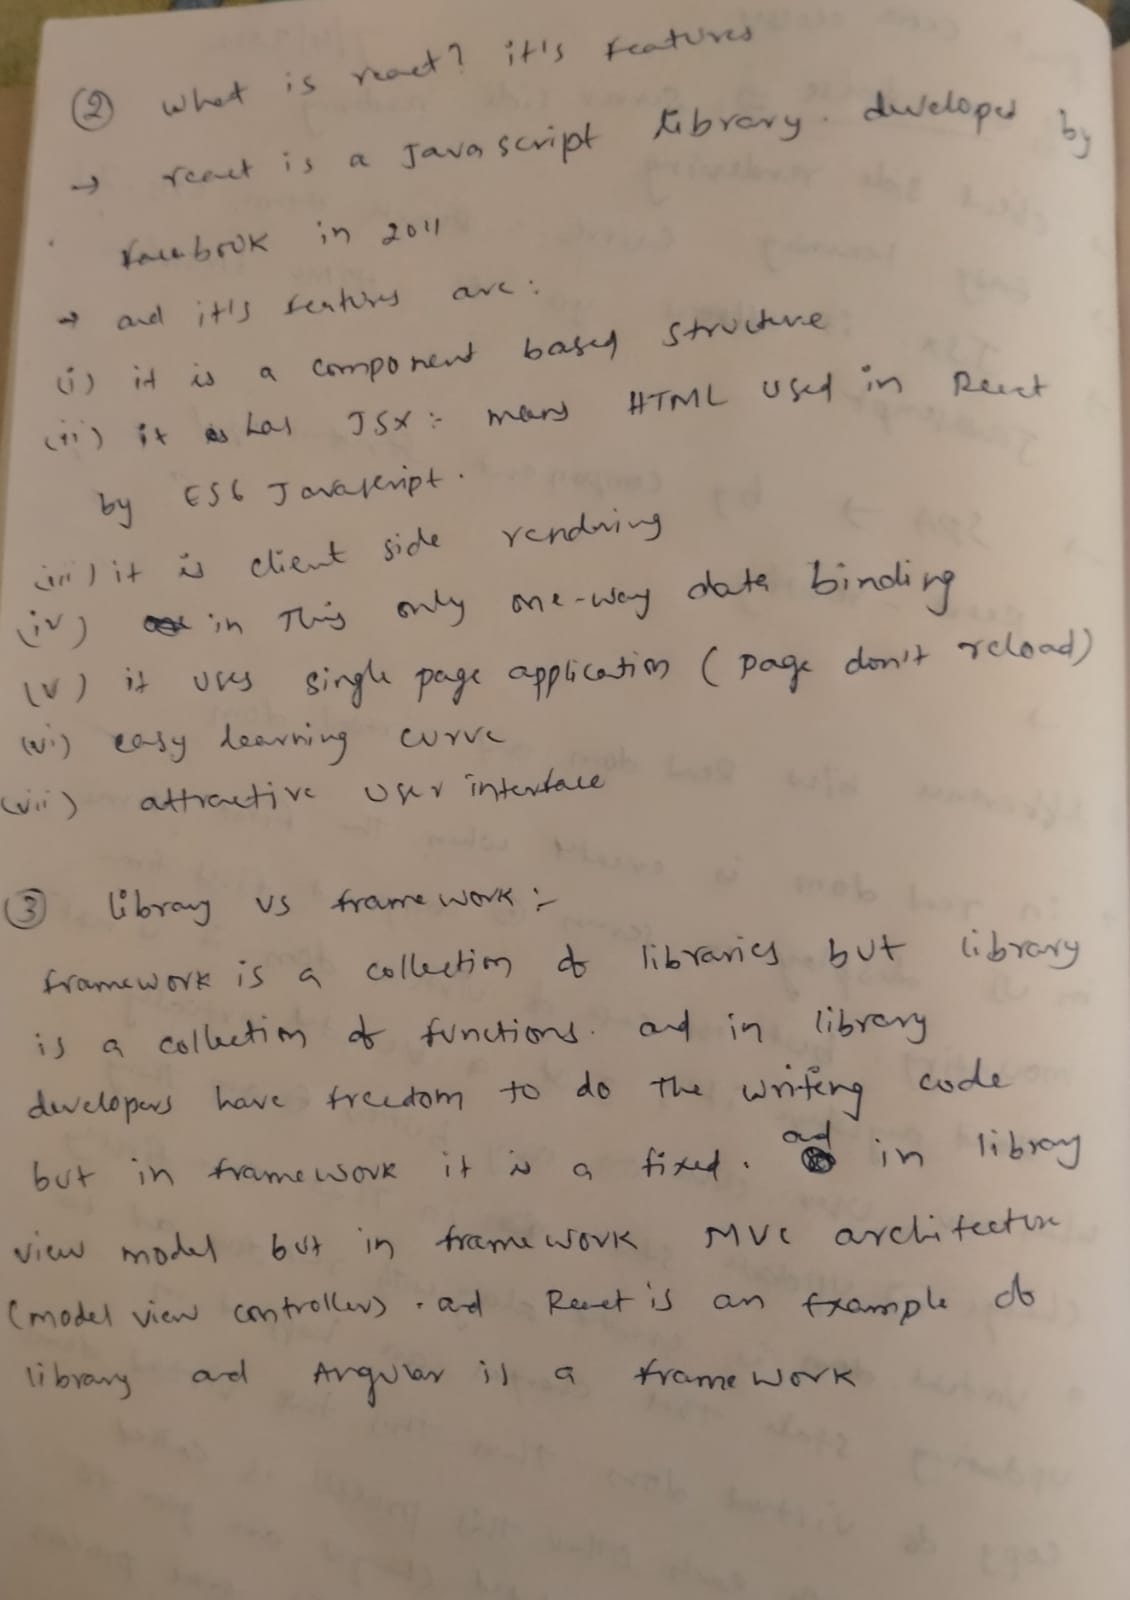 ② what is react? it's features
→ react is a Javascript library. developed by
Facebook in 2011
→ and it's features are:
(i) it is a component based structure
(ii) it has JSX :- means HTML used in React
by ES6 Javascript.
(iii) it is client side rendring
(iv) in This only one-way data binding
(v) it uses single page application ( page don't reload)
(vi) easy learning curve
(vii) attractive user interface
③ library vs framework :-
framework is a collection of libraries but library
is a collection of functions. and in library
developers have freedom to do the writing code
but in framework it is a fixed. and in library
view model but in framework MVC architecture
(model view controller) . and React is an Example of
library and Angular is a framework